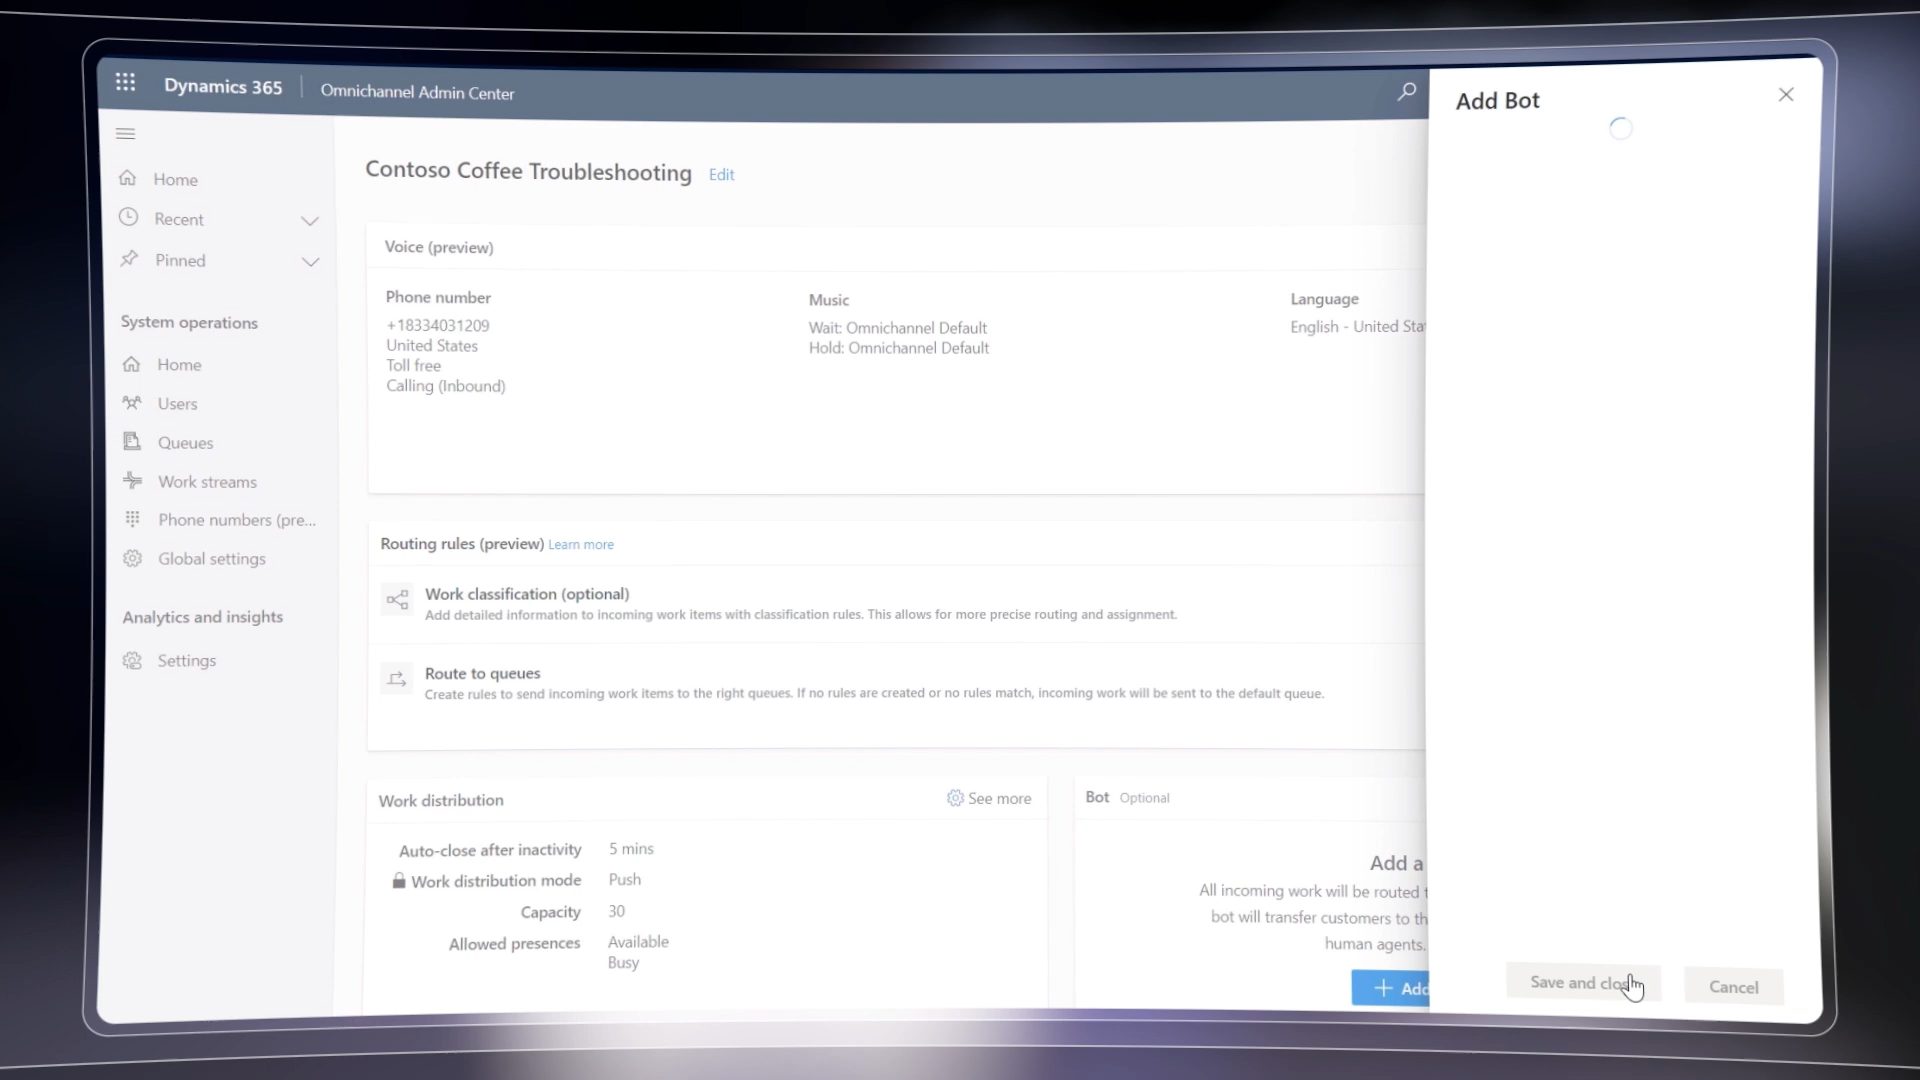 Dynamics 365
Omnichannel Admin Center
Add Bot
Home
Recent
Pinned
System operations
Home
Users
Queues
Work streams
Phone numbers (pre...
Global settings
Analytics and insights
Settings
Contoso Coffee Troubleshooting
Edit
Voice (preview)
Phone number
+18334031209
United States
Toll free
Calling (Inbound)
Music
Wait: Omnichannel Default
Hold: Omnichannel Default
Language
English - United
Routing rules (preview) Learn more
Work classification (optional)
Add detailed information to incoming work items with classification rules. This allows for more precise routing and assignment.
Route to queues
Create rules to send incoming work items to the right queues. If no rules are created or no rules match, incoming work will be sent to the default queue.
Work distribution
See more
Auto-close after inactivity 5 mins
Work distribution mode Push
Capacity 30
Allowed presences Available
Busy
Bot Optional
Add a
All incoming work will be routed
bot will transfer customers to
human agents.
Add
Save and
Cancel